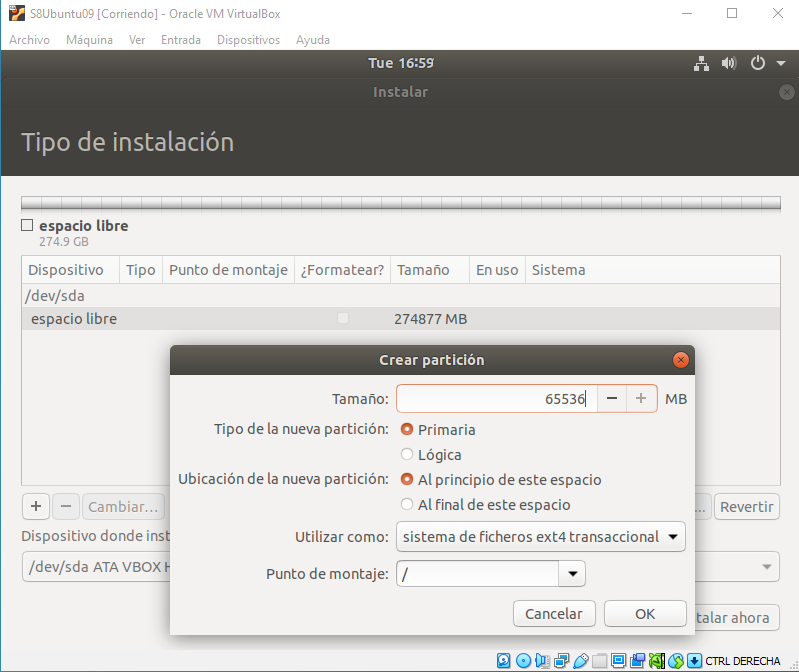 S8Ubuntu09 [Corriendo] - Oracle VM VirtualBox
Archivo Máquina Ver Entrada Dispositivos Ayuda
Tue 16:59
Instalar
Tipo de instalación
espacio libre
274.9 GB
Dispositivo Tipo Punto de montaje ¿Formatear? Tamaño En uso Sistema
/dev/sda
espacio libre 274877 MB
Crear partición
Tamaño: 65536 − + MB
Tipo de la nueva partición: Primaria
Lógica
Ubicación de la nueva partición: Al principio de este espacio
Al final de este espacio
Utilizar como: sistema de ficheros ext4 transaccional
Punto de montaje: /
Cancelar OK
+ − Cambiar... ... Revertir
Dispositivo donde inst
/dev/sda ATA VBOX H
talar ahora
CTRL DERECHA